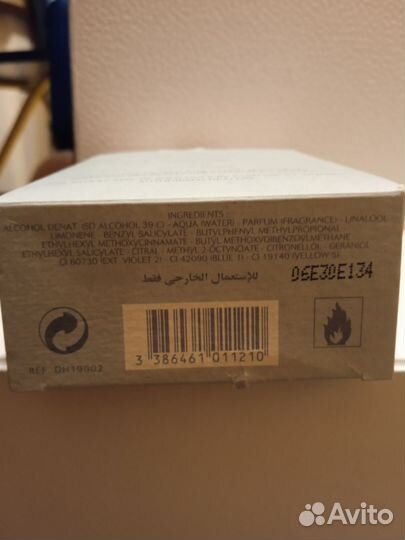 INGREDIENTS :
ALCOHOL DENAT. (SD ALCOHOL 39-C) - AQUA (WATER) - PARFUM (FRAGRANCE) - LINALOOL
LIMONENE - BENZYL SALICYLATE - BUTYLPHENYL METHYLPROPIONAL -
ETHYLHEXYL METHOXYCINNAMATE - BUTYL METHOXYDIBENZOYLMETHANE
ETHYLHEXYL SALICYLATE - CITRAL - METHYL 2-OCTYNOATE - CITRONELLOL - GERANIOL
CI 60730 (EXT. VIOLET 2) - CI 42090 (BLUE 1) - CI 19140 (YELLOW 5)
للإستعمال الخارجي فقط
06E30E134
3 386461 011210
REF. DH19002
Avito